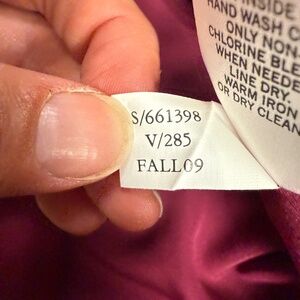 S/661398
V/285
FALL09
INSIDE
HAND WASH C
ONLY NON
CHLORINE BLE
WHEN NEEDE
LINE DRY
WARM IRON
OR DRY CLEAN